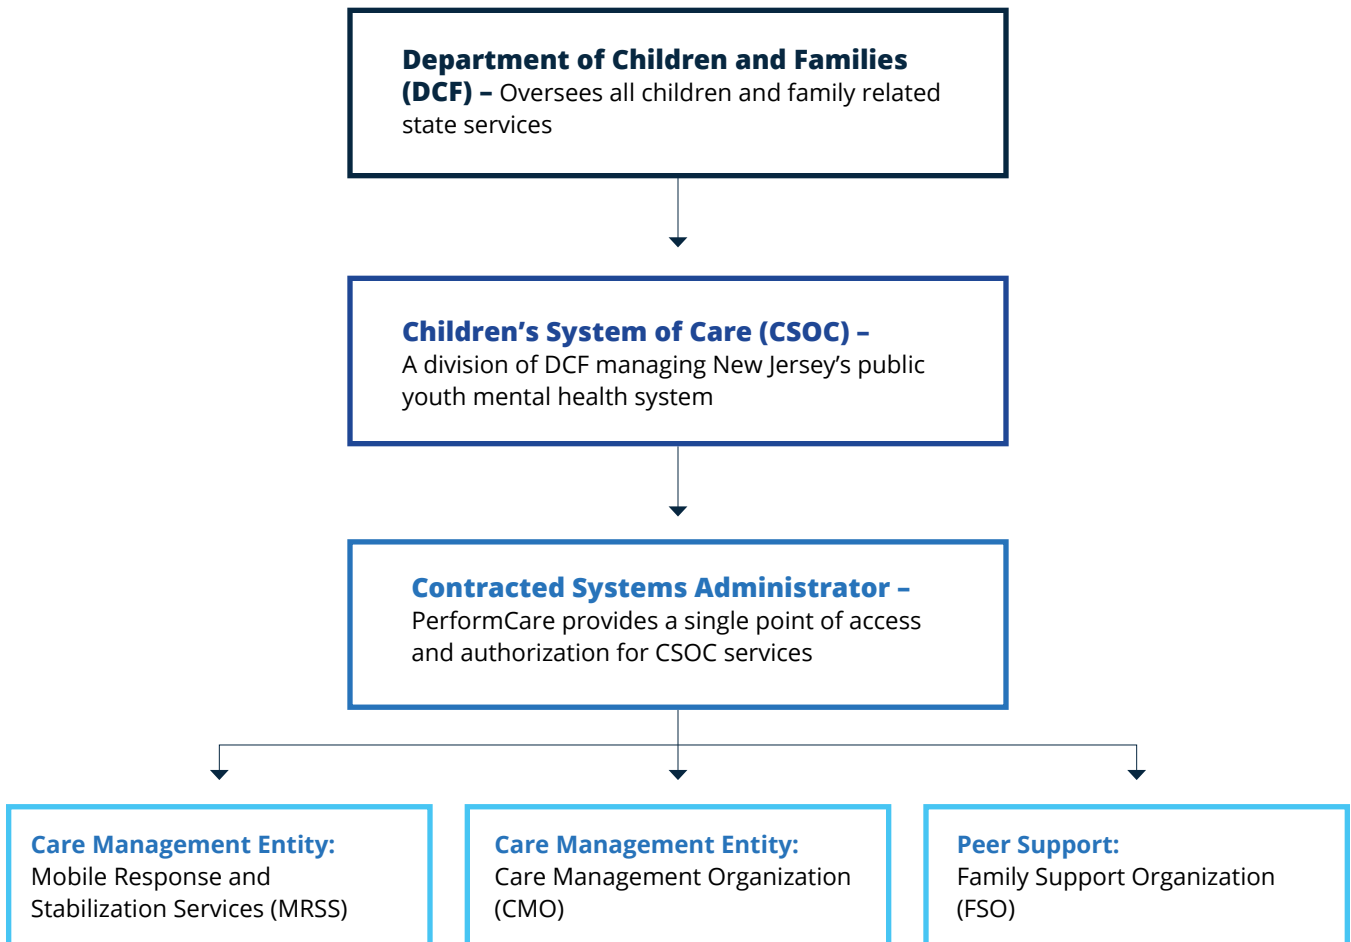 Department of Children and Families
(DCF) – Oversees all children and family related
state services
Children’s System of Care (CSOC) –
A division of DCF managing New Jersey’s public
youth mental health system
Contracted Systems Administrator –
PerformCare provides a single point of access
and authorization for CSOC services
Care Management Entity:
Mobile Response and
Stabilization Services (MRSS)
Care Management Entity:
Care Management Organization
(CMO)
Peer Support:
Family Support Organization
(FSO)